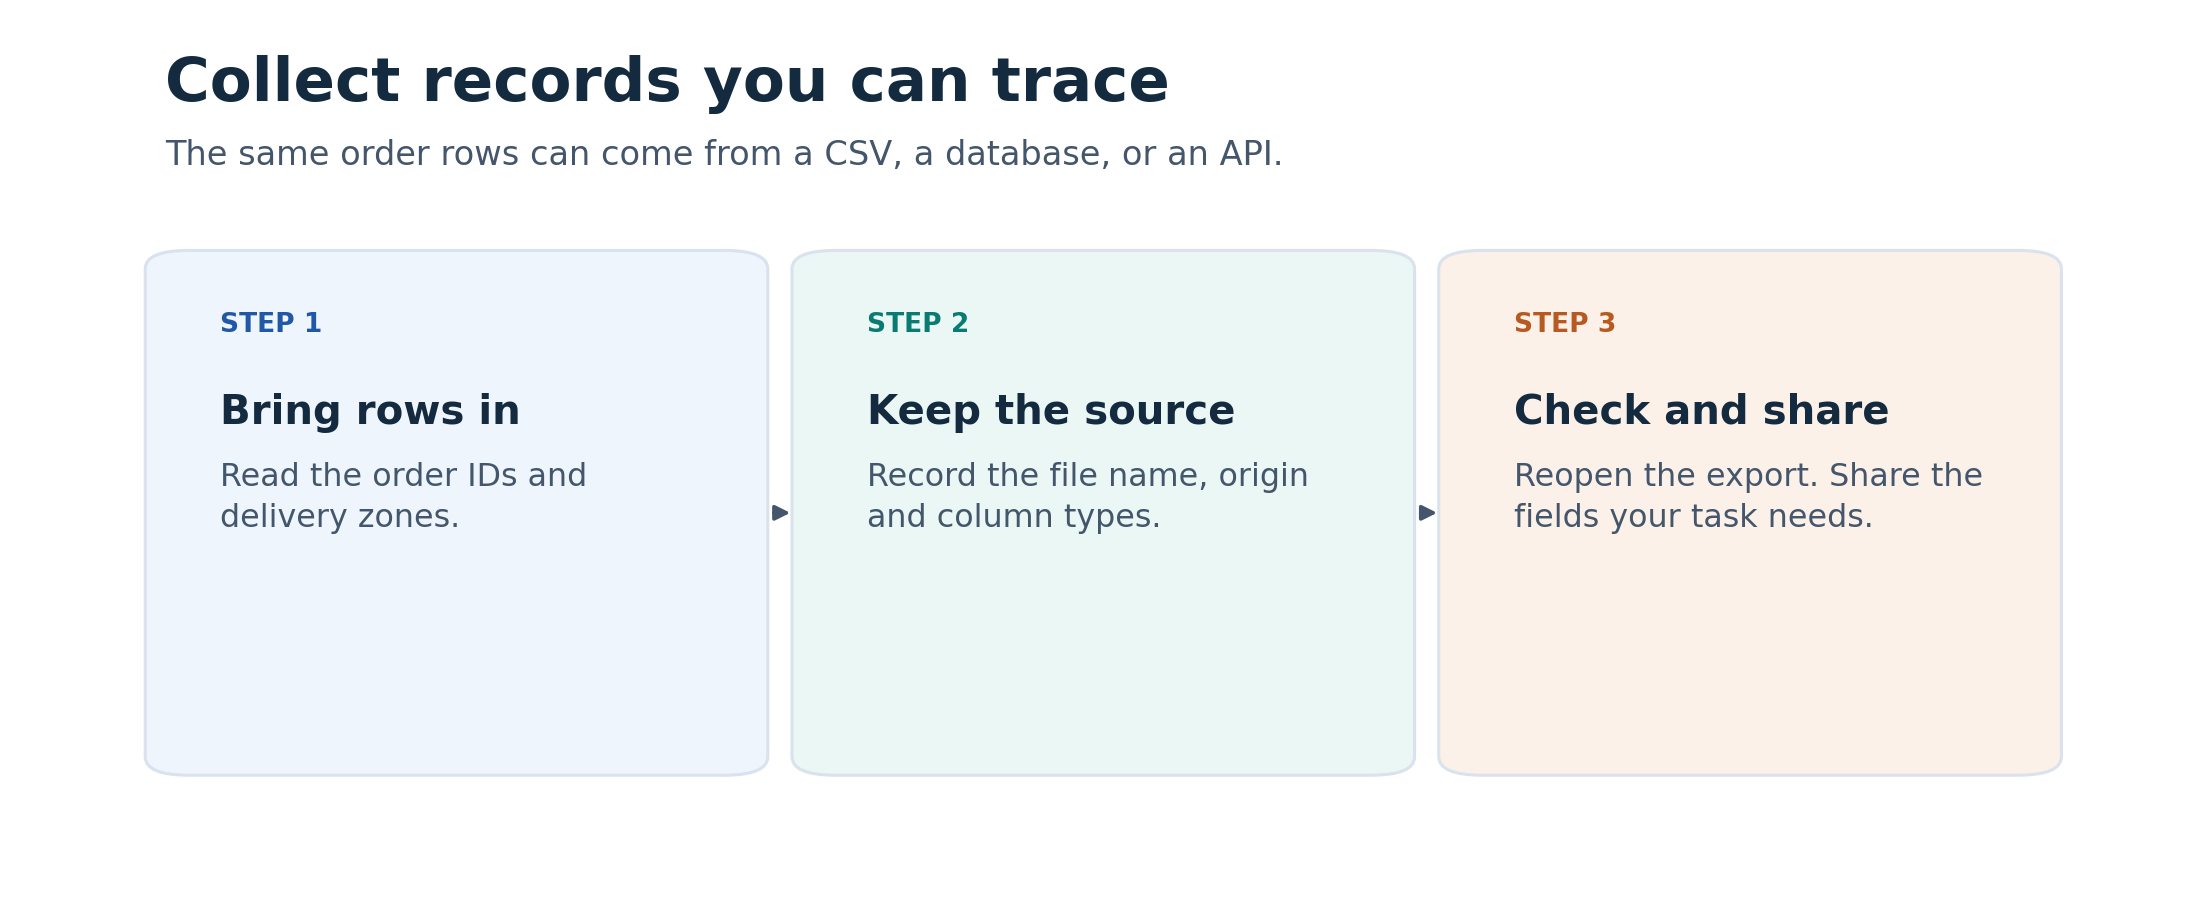 Collect records you can trace
The same order rows can come from a CSV, a database, or an API.
STEP 1
Bring rows in
Read the order IDs and
delivery zones.
STEP 2
Keep the source
Record the file name, origin
and column types.
STEP 3
Check and share
Reopen the export. Share the
fields your task needs.